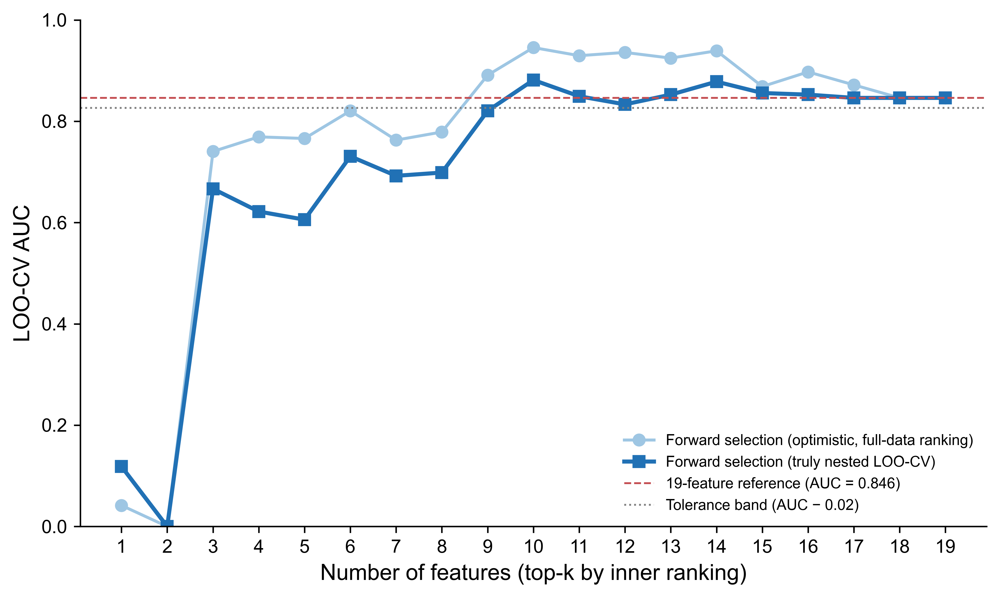 1.0
0.8
0.6
0.4
0.2
0.0
LOO-CV AUC
Forward selection (optimistic, full-data ranking)
Forward selection (truly nested LOO-CV)
19-feature reference (AUC = 0.846)
Tolerance band (AUC − 0.02)
1 2 3 4 5 6 7 8 9 10 11 12 13 14 15 16 17 18 19
Number of features (top-k by inner ranking)